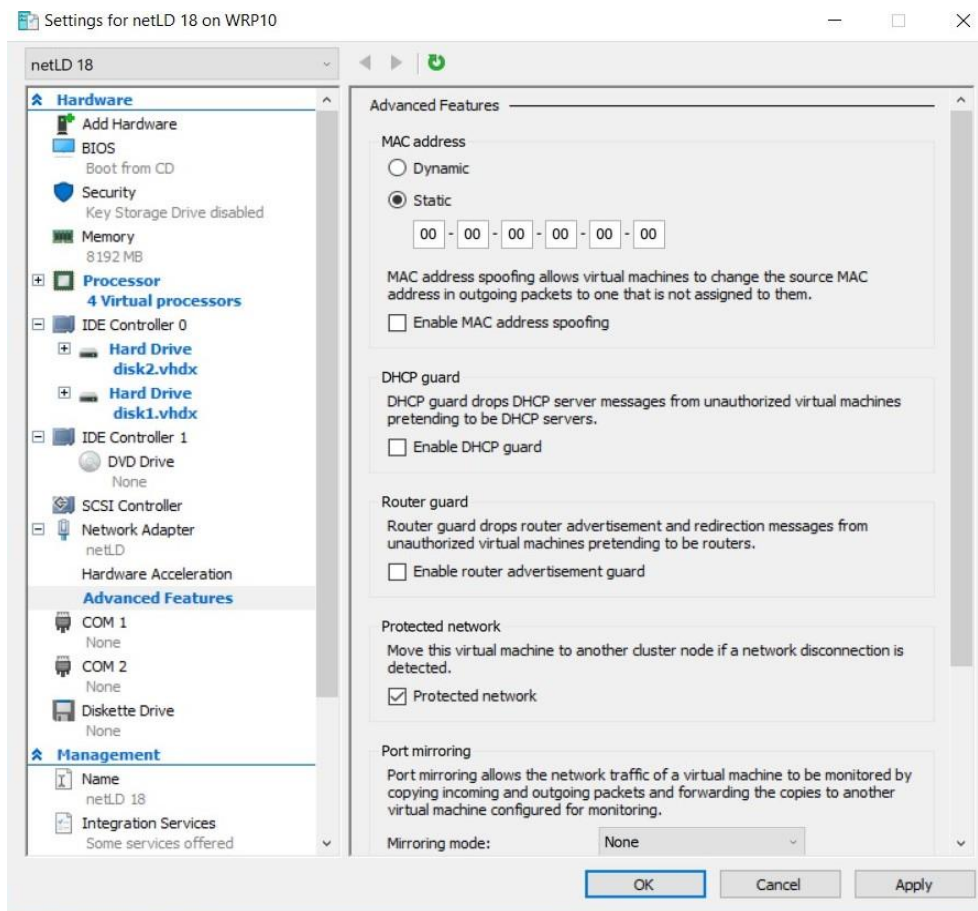 Settings for netLD 18 on WRP10
netLD 18
Hardware
Add Hardware
BIOS
Boot from CD
Security
Key Storage Drive disabled
Memory
8192 MB
Processor
4 Virtual processors
IDE Controller 0
Hard Drive
disk2.vhdx
Hard Drive
disk1.vhdx
IDE Controller 1
DVD Drive
None
SCSI Controller
Network Adapter
netLD
Hardware Acceleration
Advanced Features
COM 1
None
COM 2
None
Diskette Drive
None
Management
Name
netLD 18
Integration Services
Some services offered
Advanced Features
MAC address
Dynamic
Static
00 - 00 - 00 - 00 - 00 - 00
MAC address spoofing allows virtual machines to change the source MAC
address in outgoing packets to one that is not assigned to them.
Enable MAC address spoofing
DHCP guard
DHCP guard drops DHCP server messages from unauthorized virtual machines
pretending to be DHCP servers.
Enable DHCP guard
Router guard
Router guard drops router advertisement and redirection messages from
unauthorized virtual machines pretending to be routers.
Enable router advertisement guard
Protected network
Move this virtual machine to another cluster node if a network disconnection is
detected.
Protected network
Port mirroring
Port mirroring allows the network traffic of a virtual machine to be monitored by
copying incoming and outgoing packets and forwarding the copies to another
virtual machine configured for monitoring.
Mirroring mode: None
OK Cancel Apply